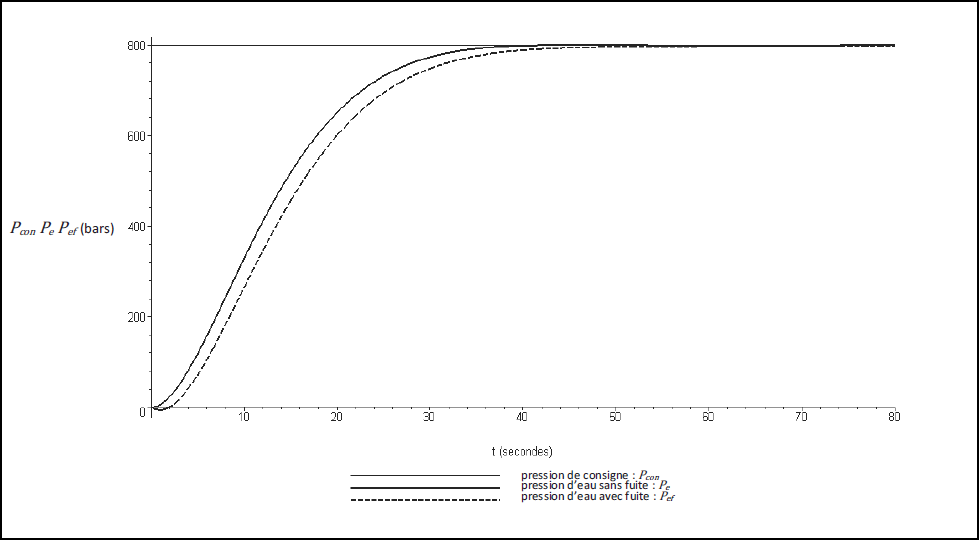 800
600
400
200
0
P_con P_e P_ef (bars)
10 20 30 40 50 60 70 80
t (secondes)
pression de consigne : P_con
pression d'eau sans fuite : P_e
pression d'eau avec fuite : P_ef